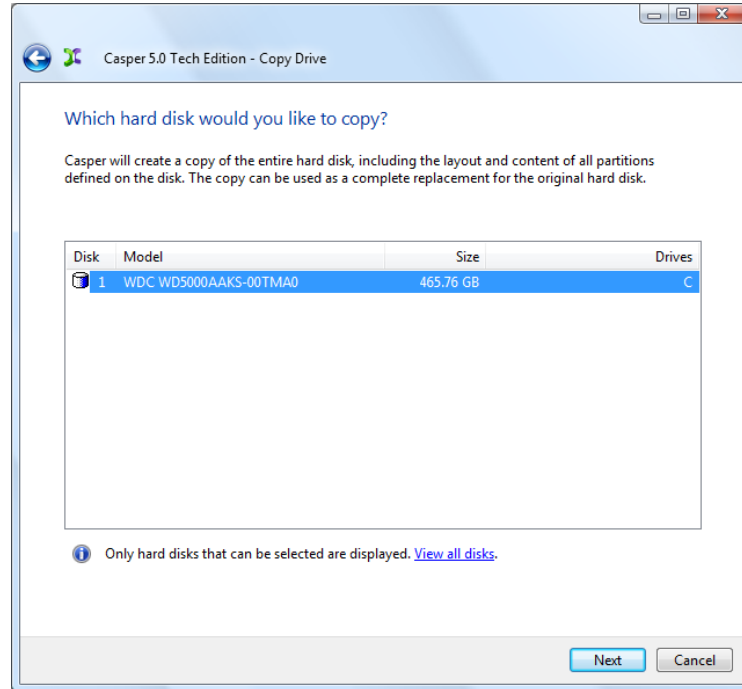 Casper 5.0 Tech Edition - Copy Drive
Which hard disk would you like to copy?
Casper will create a copy of the entire hard disk, including the layout and content of all partitions
defined on the disk. The copy can be used as a complete replacement for the original hard disk.
Disk Model Size Drives
1 WDC WD5000AAKS-00TMA0 465.76 GB C
Only hard disks that can be selected are displayed. View all disks.
Next Cancel